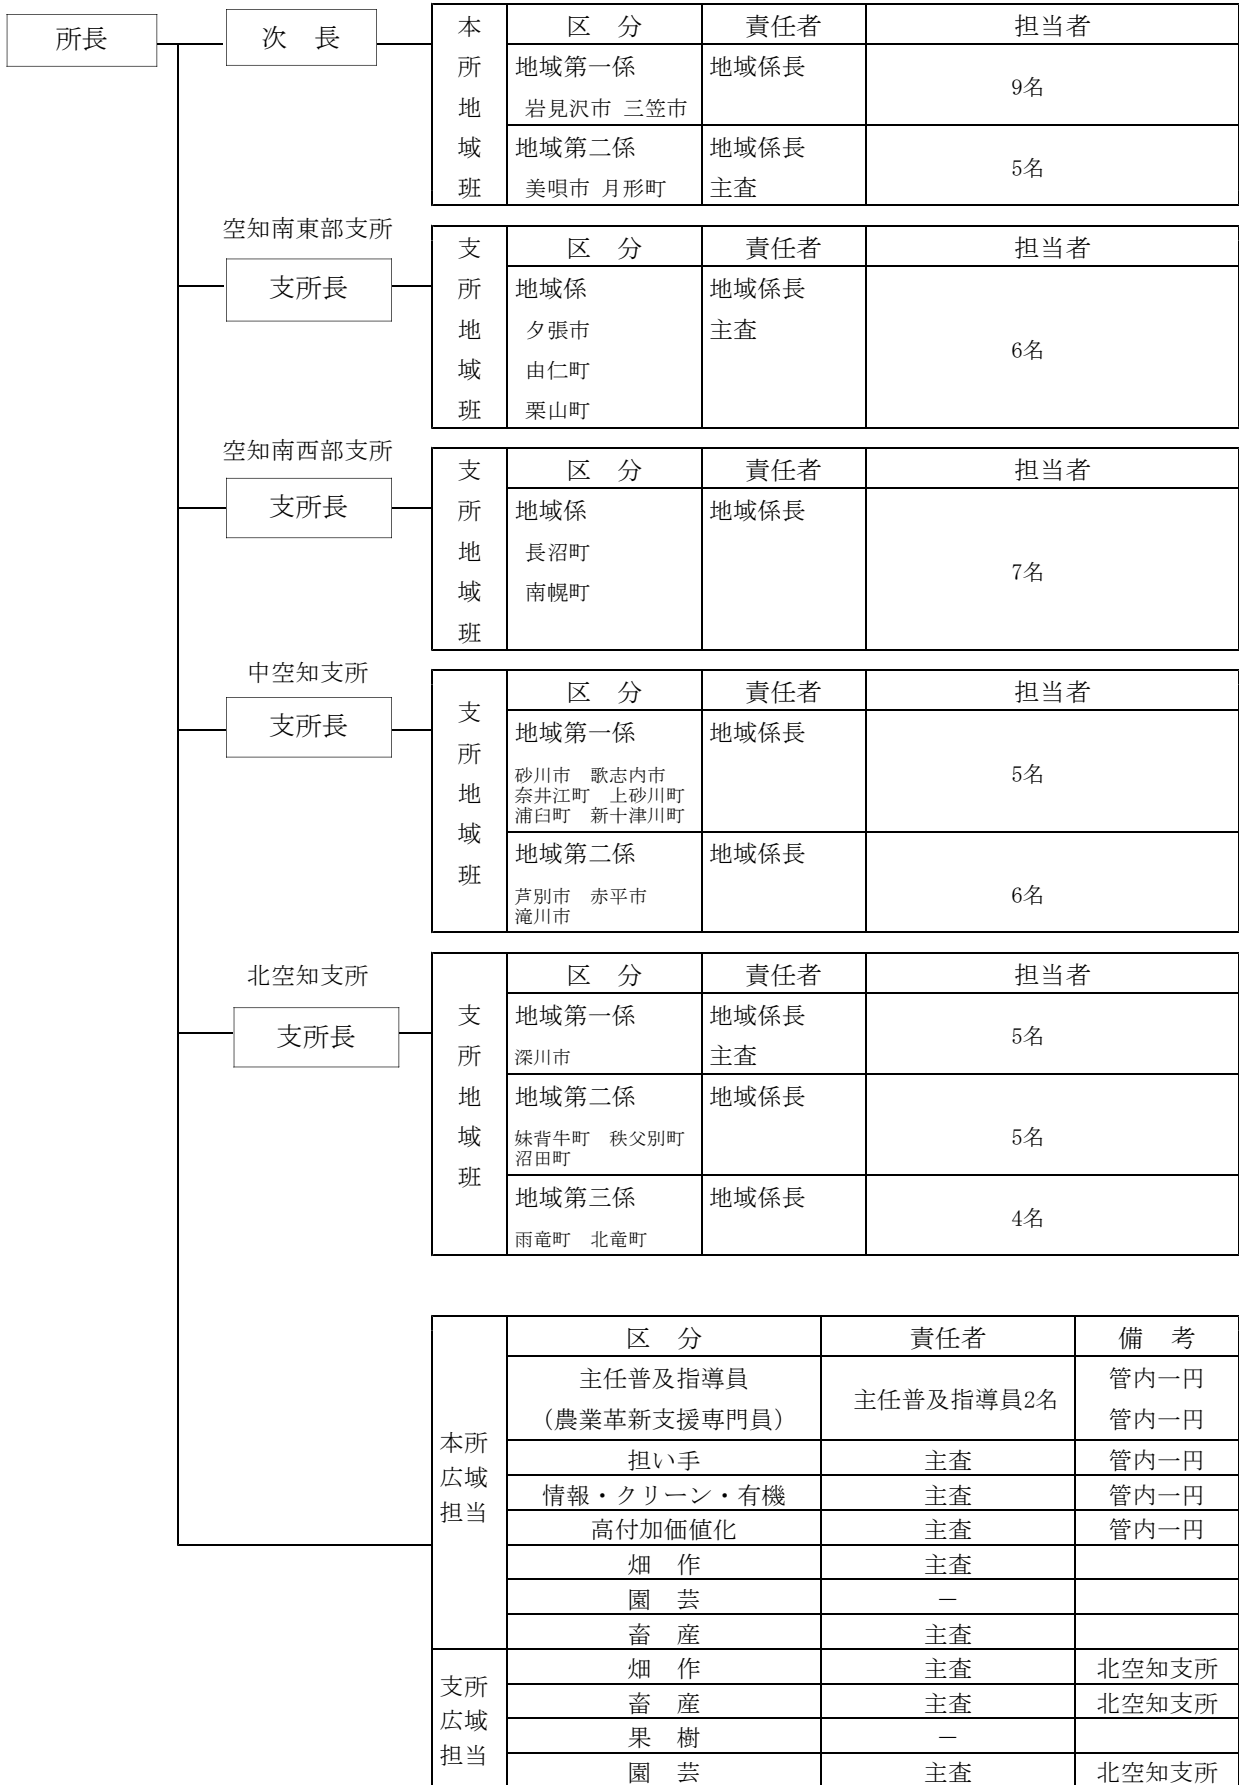 所長
次　長
本所地域班
区　分　責任者　担当者
地域第一係　地域係長　9名
岩見沢市　三笠市
地域第二係　地域係長　5名
美唄市　月形町　主査
空知南東部支所
支所長
支所地域班
区　分　責任者　担当者
地域係　地域係長　6名
夕張市　主査
由仁町
栗山町
空知南西部支所
支所長
支所地域班
区　分　責任者　担当者
地域係　地域係長　7名
長沼町
南幌町
中空知支所
支所長
支所地域班
区　分　責任者　担当者
地域第一係　地域係長　5名
砂川市　歌志内市
奈井江町　上砂川町
浦臼町　新十津川町
地域第二係　地域係長　6名
芦別市　赤平市
滝川市
北空知支所
支所長
支所地域班
区　分　責任者　担当者
地域第一係　地域係長　5名
深川市　主査
地域第二係　地域係長　5名
妹背牛町　秩父別町
沼田町
地域第三係　地域係長　4名
雨竜町　北竜町
本所広域担当
区　分　責任者　備　考
主任普及指導員　主任普及指導員2名　管内一円
（農業革新支援専門員）　管内一円
担い手　主査　管内一円
情報・クリーン・有機　主査　管内一円
高付加価値化　主査　管内一円
畑　作　主査
園　芸　－
畜　産　主査
支所広域担当
畑　作　主査　北空知支所
畜　産　主査　北空知支所
果　樹　－
園　芸　主査　北空知支所